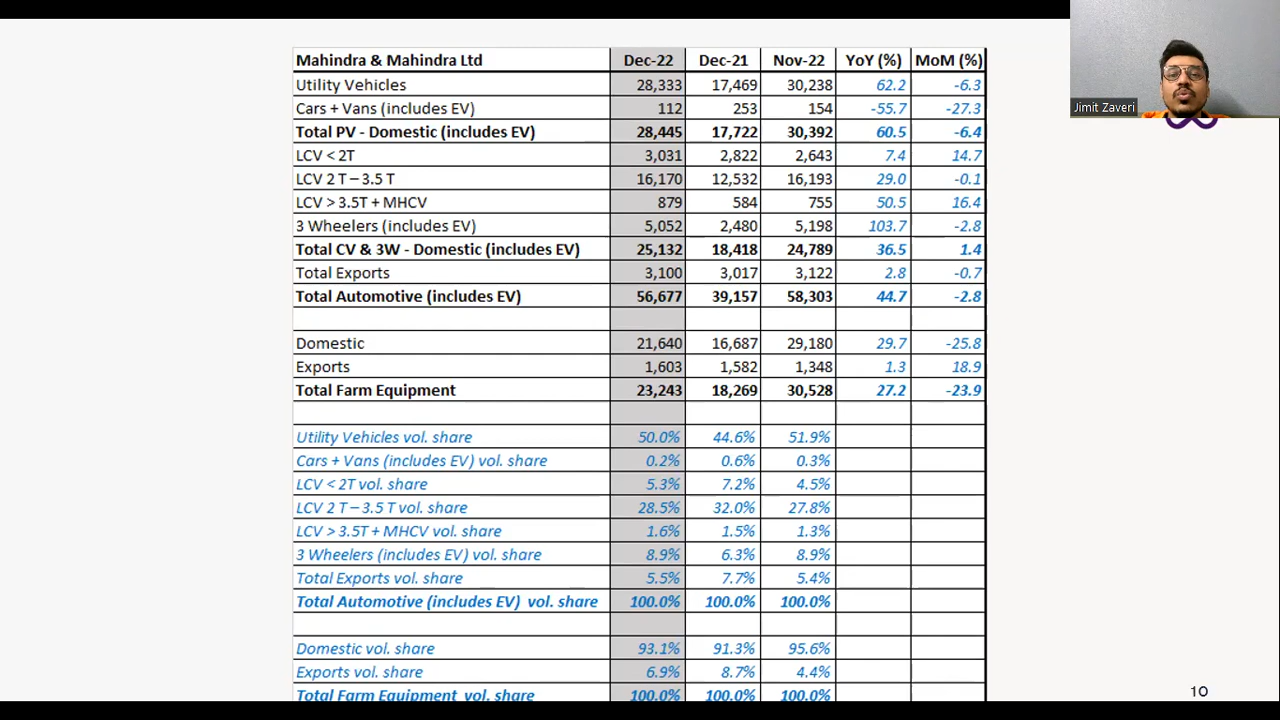 Mahindra & Mahindra Ltd Dec-22 Dec-21 Nov-22 YoY (%) MoM (%)
Utility Vehicles 28,333 17,469 30,238 62.2 -6.3
Cars + Vans (includes EV) 112 253 154 -55.7 -27.3
Total PV - Domestic (includes EV) 28,445 17,722 30,392 60.5 -6.4
LCV < 2T 3,031 2,822 2,643 7.4 14.7
LCV 2 T – 3.5 T 16,170 12,532 16,193 29.0 -0.1
LCV > 3.5T + MHCV 879 584 755 50.5 16.4
3 Wheelers (includes EV) 5,052 2,480 5,198 103.7 -2.8
Total CV & 3W - Domestic (includes EV) 25,132 18,418 24,789 36.5 1.4
Total Exports 3,100 3,017 3,122 2.8 -0.7
Total Automotive (includes EV) 56,677 39,157 58,303 44.7 -2.8
Domestic 21,640 16,687 29,180 29.7 -25.8
Exports 1,603 1,582 1,348 1.3 18.9
Total Farm Equipment 23,243 18,269 30,528 27.2 -23.9
Utility Vehicles vol. share 50.0% 44.6% 51.9%
Cars + Vans (includes EV) vol. share 0.2% 0.6% 0.3%
LCV < 2T vol. share 5.3% 7.2% 4.5%
LCV 2 T – 3.5 T vol. share 28.5% 32.0% 27.8%
LCV > 3.5T + MHCV vol. share 1.6% 1.5% 1.3%
3 Wheelers (includes EV) vol. share 8.9% 6.3% 8.9%
Total Exports vol. share 5.5% 7.7% 5.4%
Total Automotive (includes EV) vol. share 100.0% 100.0% 100.0%
Domestic vol. share 93.1% 91.3% 95.6%
Exports vol. share 6.9% 8.7% 4.4%
Total Farm Equipment vol. share 100.0% 100.0% 100.0%
Jimit Zaveri
10